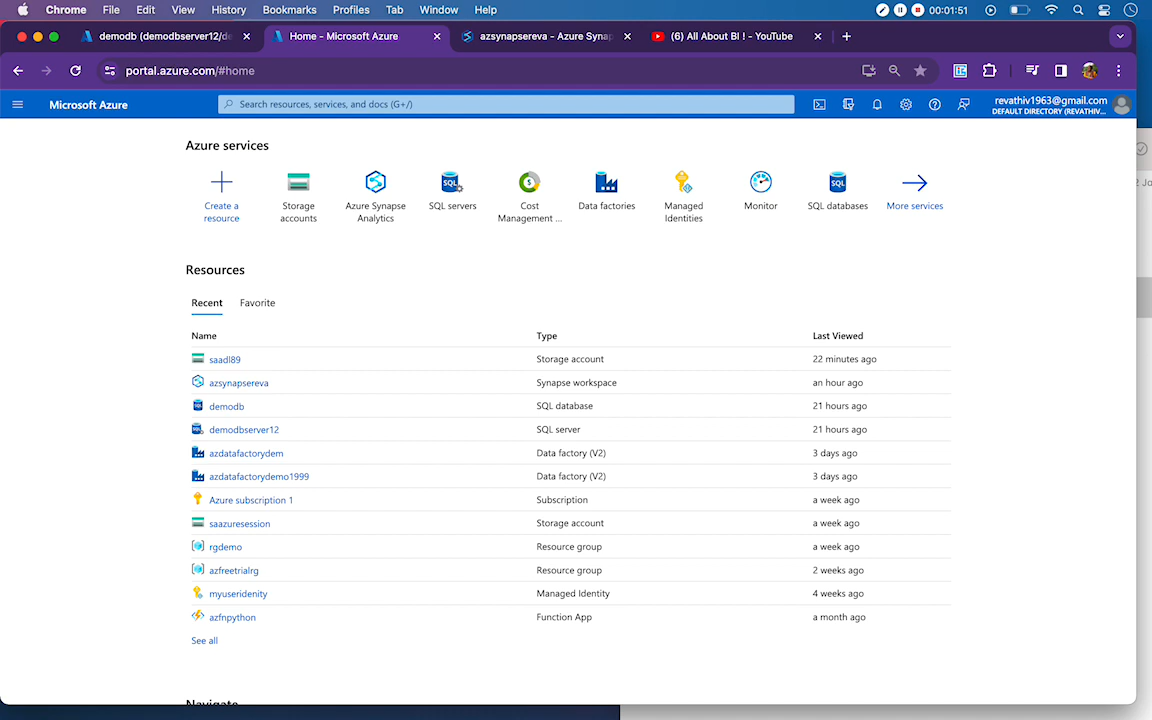 Chrome File Edit View History Bookmarks Profiles Tab Window Help 00:01:51
demodb (demodbserver12/de Home - Microsoft Azure azsynapsereva - Azure Synap (6) All About BI ! - YouTube
portal.azure.com/#home
Microsoft Azure Search resources, services, and docs (G+/) revathiv1963@gmail.com
DEFAULT DIRECTORY (REVATHIV...
Azure services
Create a resource
Storage accounts
Azure Synapse Analytics
SQL servers
Cost Management ...
Data factories
Managed Identities
Monitor
SQL databases
More services
Resources
Recent Favorite
Name Type Last Viewed
saadl89 Storage account 22 minutes ago
azsynapsereva Synapse workspace an hour ago
demodb SQL database 21 hours ago
demodbserver12 SQL server 21 hours ago
azdatafactorydem Data factory (V2) 3 days ago
azdatafactorydemo1999 Data factory (V2) 3 days ago
Azure subscription 1 Subscription a week ago
saazuresession Storage account a week ago
rgdemo Resource group a week ago
azfreetrialrg Resource group 2 weeks ago
myuseridenity Managed Identity 4 weeks ago
azfnpython Function App a month ago
See all
Navigate